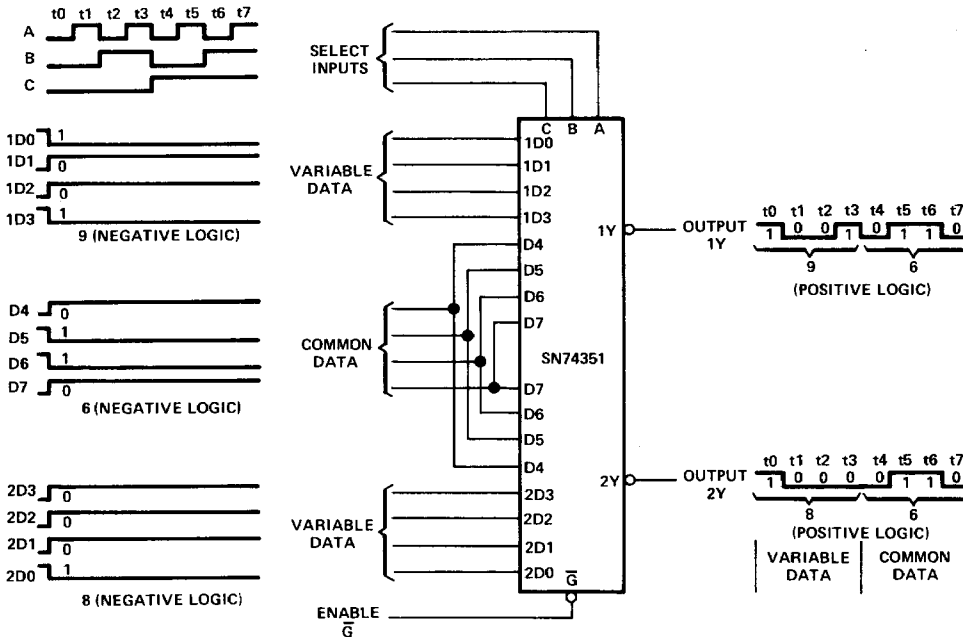 t0 t1 t2 t3 t4 t5 t6 t7
A
B
C
1D0 1
1D1 0
1D2 0
1D3 1
9 (NEGATIVE LOGIC)
D4 0
D5 1
D6 1
D7 0
6 (NEGATIVE LOGIC)
2D3 0
2D2 0
2D1 0
2D0 1
8 (NEGATIVE LOGIC)
SELECT
INPUTS
VARIABLE
DATA
COMMON
DATA
VARIABLE
DATA
ENABLE
G̅
C B A
1D0
1D1
1D2
1D3
D4
D5
D6
D7
SN74351
D7
D6
D5
D4
2D3
2D2
2D1
2D0
G̅
1Y
2Y
OUTPUT
1Y
t0 t1 t2 t3 t4 t5 t6 t7
1 0 0 1 0 1 1 0
9 6
(POSITIVE LOGIC)
OUTPUT
2Y
t0 t1 t2 t3 t4 t5 t6 t7
1 0 0 0 0 1 1 0
8 6
(POSITIVE LOGIC)
VARIABLE
DATA
COMMON
DATA